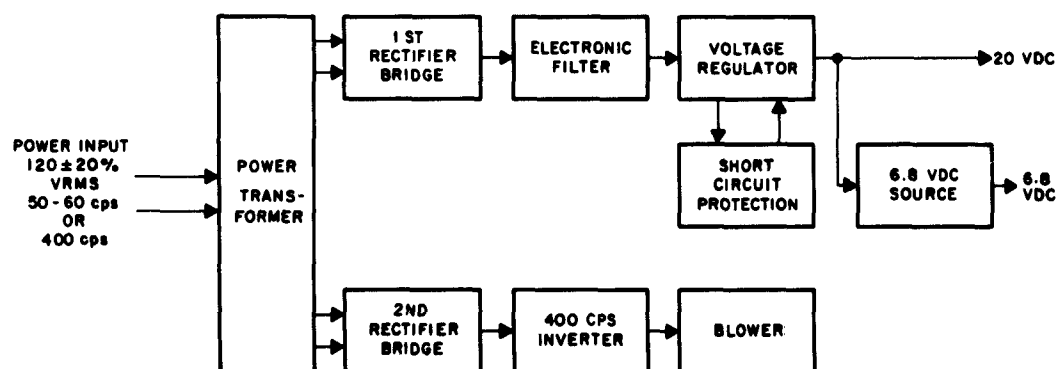 POWER INPUT
120 ± 20%
VRMS
50 - 60 cps
OR
400 cps
POWER
TRANS-
FORMER
1 ST
RECTIFIER
BRIDGE
ELECTRONIC
FILTER
VOLTAGE
REGULATOR
20 VDC
SHORT
CIRCUIT
PROTECTION
6.8 VDC
SOURCE
6.8
VDC
2ND
RECTIFIER
BRIDGE
400 CPS
INVERTER
BLOWER